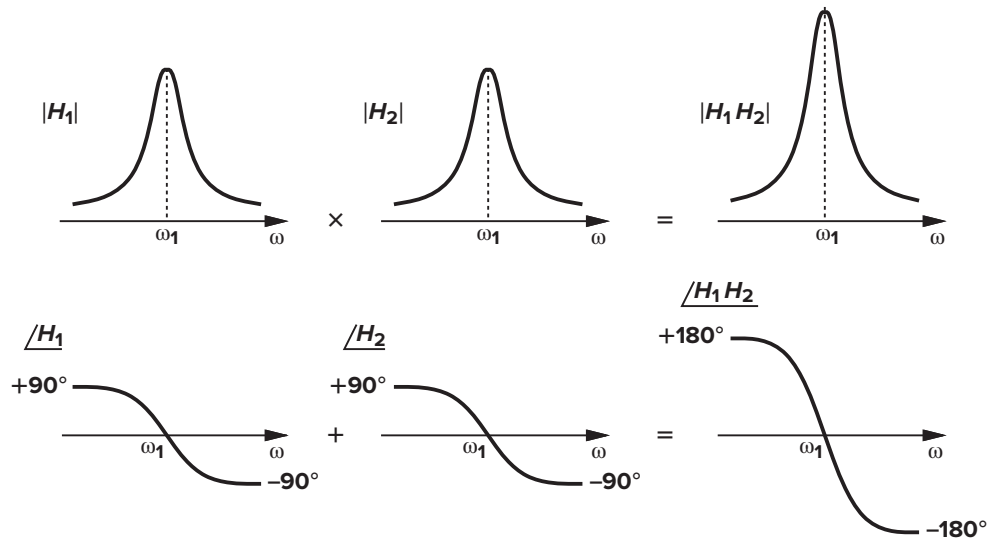 |H₁| |H₂| |H₁H₂|
ω₁ ω × ω₁ ω = ω₁ ω
/H₁ /H₂ /H₁H₂
+90° +90° +180°
ω₁ ω + ω₁ ω = ω₁ ω
–90° –90° –180°